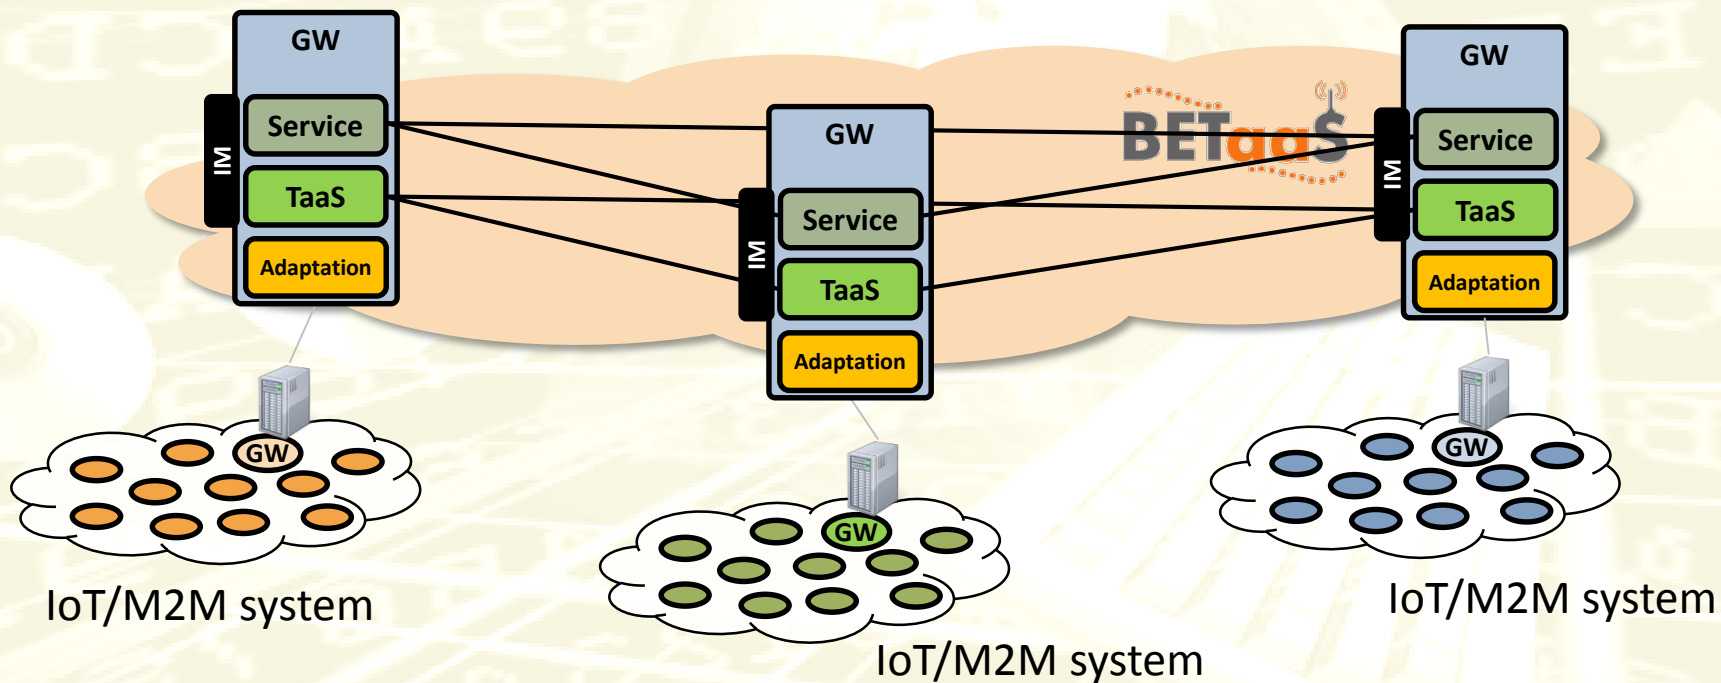 GW
IM
Service
TaaS
Adaptation
GW
IM
Service
TaaS
Adaptation
BETaaS
GW
IM
Service
TaaS
Adaptation
GW
IoT/M2M system
GW
IoT/M2M system
GW
IoT/M2M system